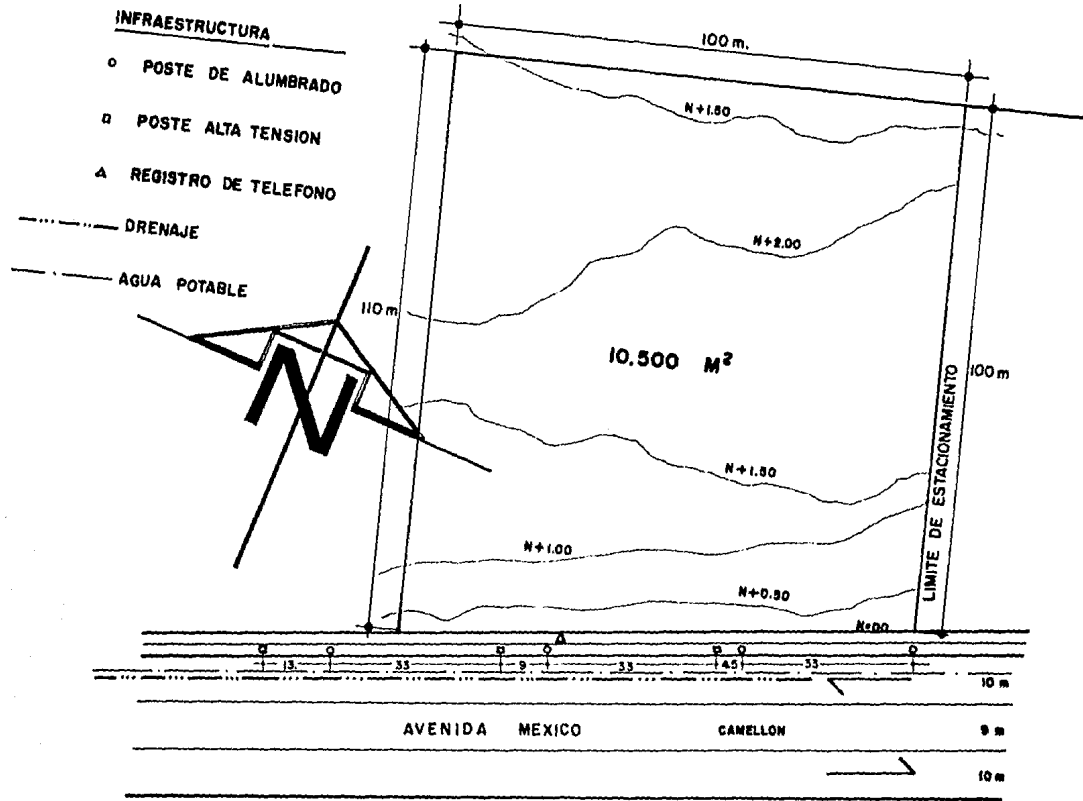 INFRAESTRUCTURA
POSTE DE ALUMBRADO
POSTE ALTA TENSION
REGISTRO DE TELEFONO
DRENAJE
AGUA POTABLE
N
100 m.
N+1.50
N+2.00
110 m
10.500 M²
100 m
LIMITE DE ESTACIONAMIENTO
N+1.50
N+1.00
N+0.50
N±00
13. 33 9 33 4.5 33
10 m
AVENIDA MEXICO CAMELLON 9 m
10 m